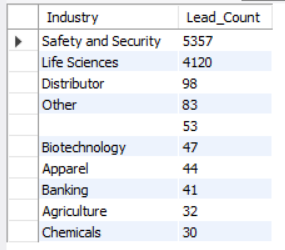 Industry Lead_Count
Safety and Security 5357
Life Sciences 4120
Distributor 98
Other 83
53
Biotechnology 47
Apparel 44
Banking 41
Agriculture 32
Chemicals 30